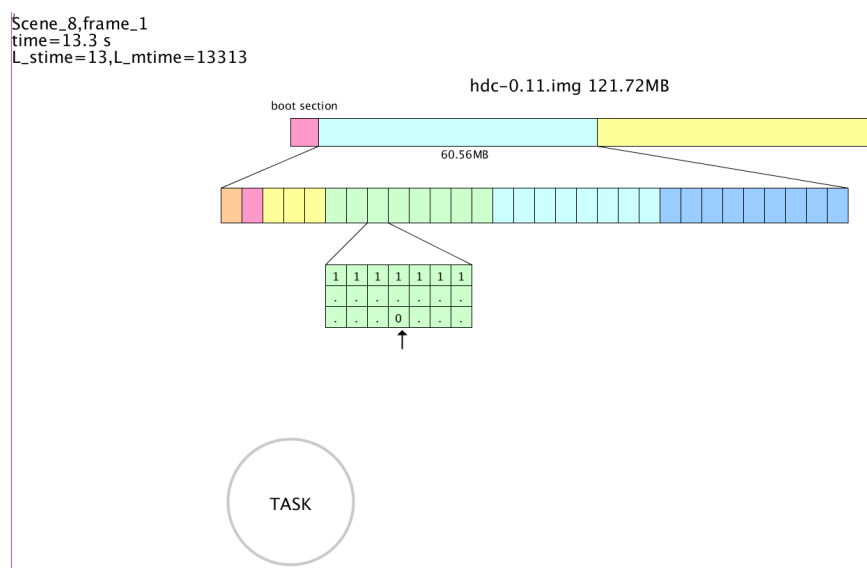 Scene_8,frame_1
time=13.3 s
L_stime=13,L_mtime=13313
hdc-0.11.img 121.72MB
boot section
60.56MB
1 1 1 1 1 1 1
. . . . . . .
. . . 0 . . .
TASK